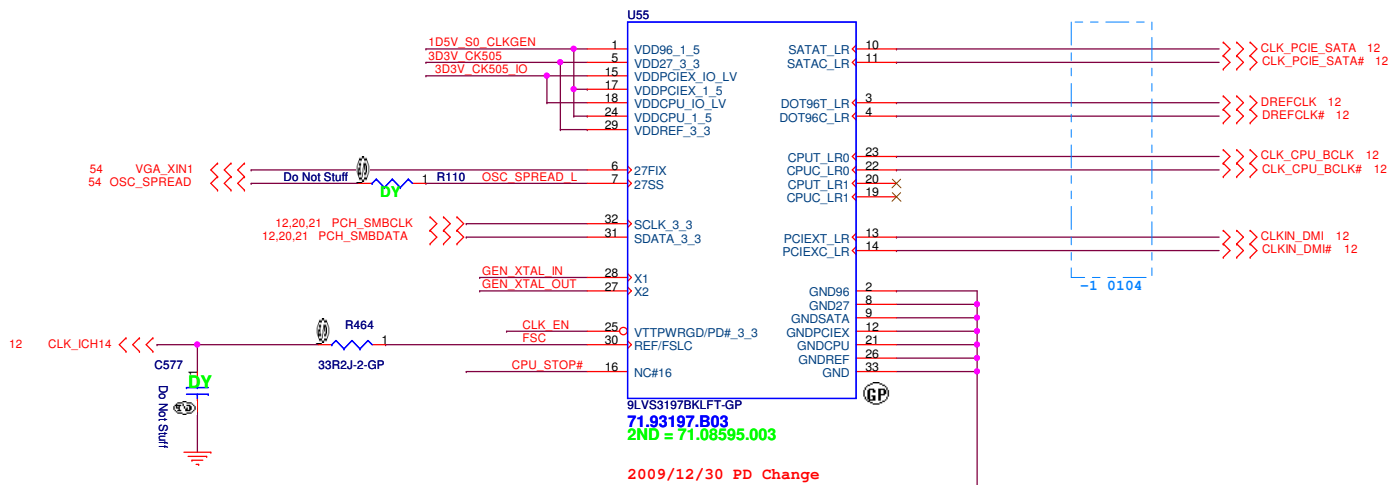 U55
1D5V_S0_CLKGEN 1 VDD96_1_5 SATAT_LR 10 CLK_PCIE_SATA 12
3D3V_CK505 5 VDD27_3_3 SATAC_LR 11 CLK_PCIE_SATA# 12
3D3V_CK505_IO 15 VDDPCIEX_IO_LV
17 VDDPCIEX_1_5
18 VDDCPU_IO_LV DOT96T_LR 3 DREFCLK 12
24 VDDCPU_1_5 DOT96C_LR 4 DREFCLK# 12
29 VDDREF_3_3
CPUT_LR0 23 CLK_CPU_BCLK 12
54 VGA_XIN1 6 27FIX CPUC_LR0 22 CLK_CPU_BCLK# 12
54 OSC_SPREAD Do Not Stuff 1 R110 OSC_SPREAD_L 7 27SS CPUT_LR1 20
DY CPUC_LR1 19
12,20,21 PCH_SMBCLK 32 SCLK_3_3
12,20,21 PCH_SMBDATA 31 SDATA_3_3 PCIEXT_LR 13 CLKIN_DMI 12
PCIEXC_LR 14 CLKIN_DMI# 12
GEN_XTAL_IN 28 X1
GEN_XTAL_OUT 27 X2 GND96 2
-1 0104
GND27 8
GNDSATA 9
CLK_EN 25 VTTPWRGD/PD#_3_3 GNDPCIEX 12
12 CLK_ICH14 R464 1 FSC 30 REF/FSLC GNDCPU 21
GNDREF 26
C577 33R2J-2-GP CPU_STOP# 16 NC#16 GND 33
1
DY
Do Not Stuff
GP
9LVS3197BKLFT-GP
71.93197.B03
2ND = 71.08595.003
2009/12/30 PD Change